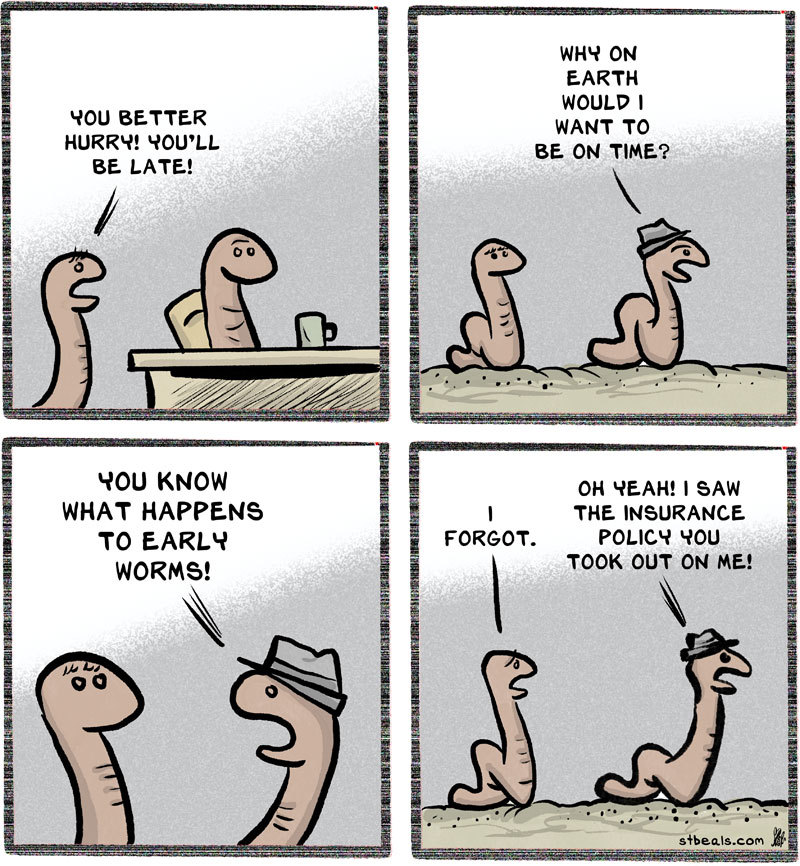 YOU BETTER
HURRY! YOU'LL
BE LATE!
WHY ON
EARTH
WOULD I
WANT TO
BE ON TIME?
YOU KNOW
WHAT HAPPENS
TO EARLY
WORMS!
I
FORGOT.
OH YEAH! I SAW
THE INSURANCE
POLICY YOU
TOOK OUT ON ME!
stbeals.com